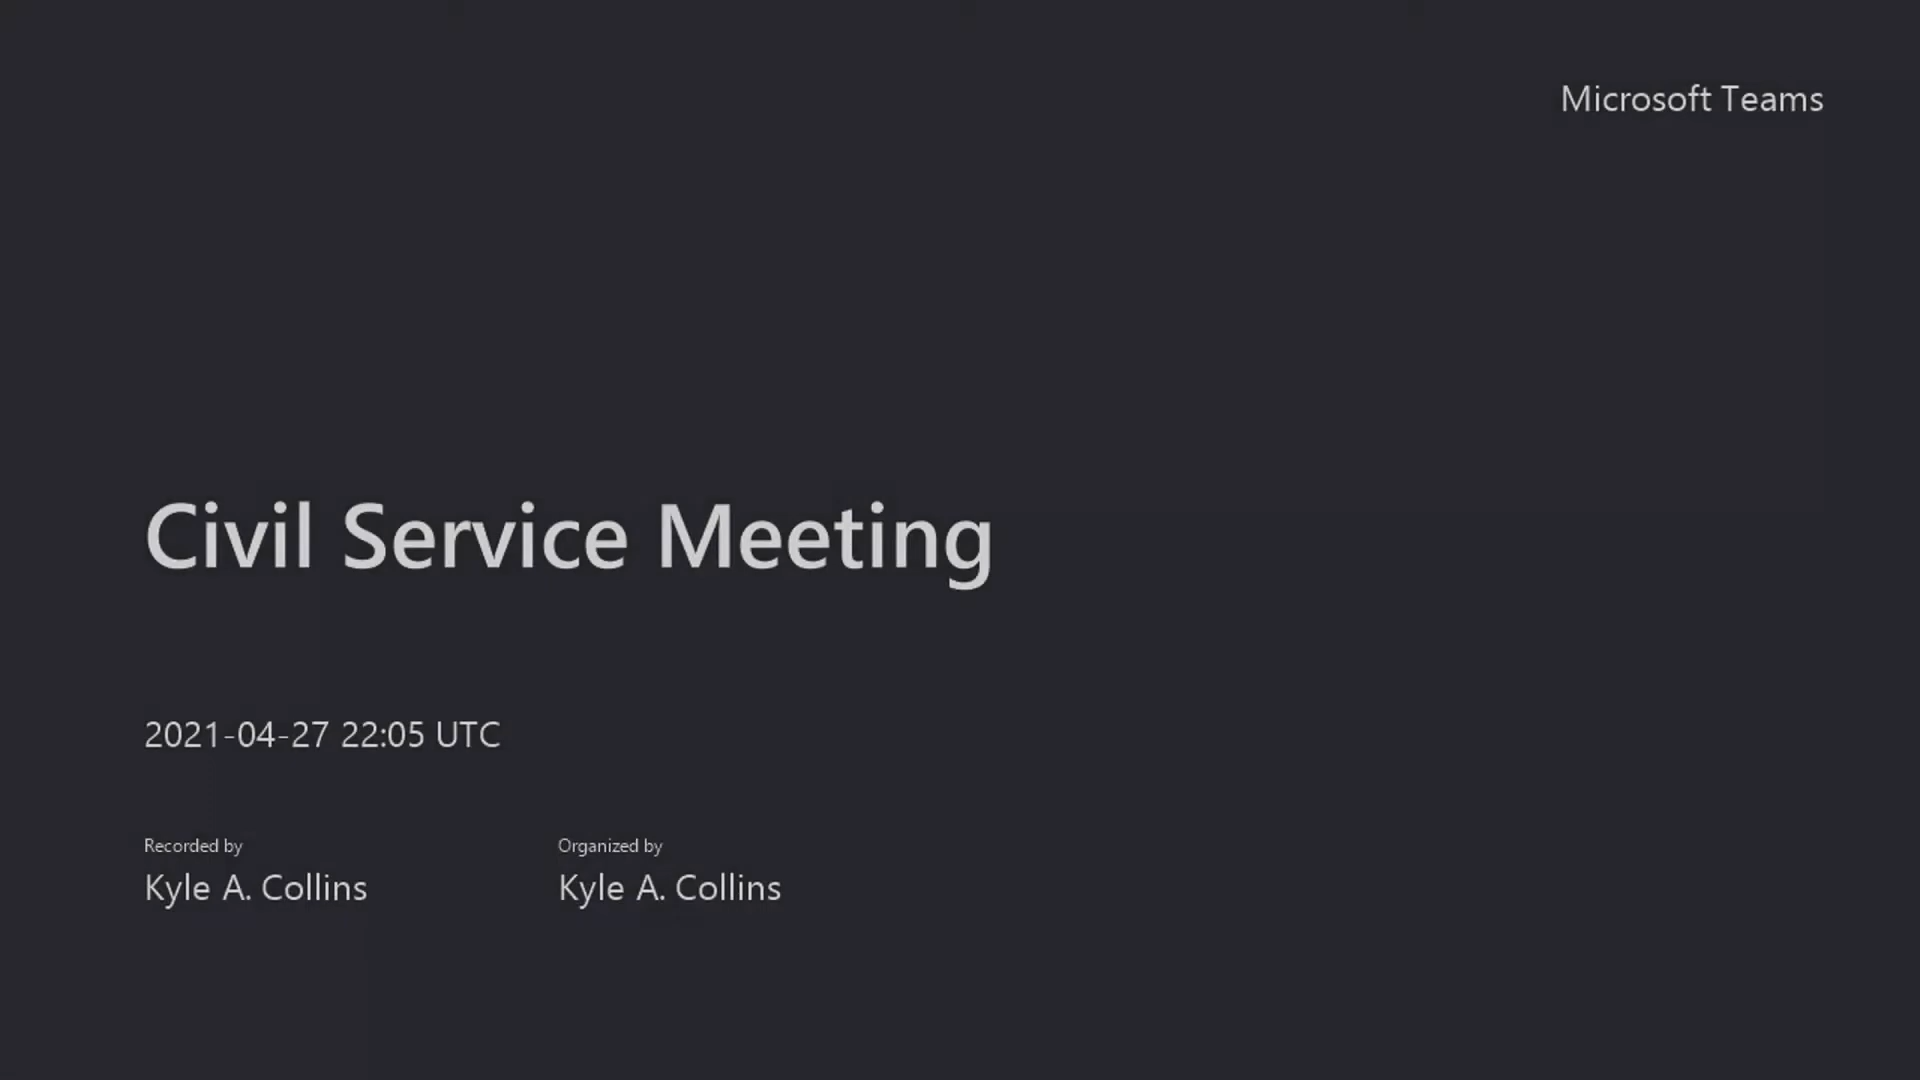 Microsoft Teams
Civil Service Meeting
2021-04-27 22:05 UTC
Recorded by
Kyle A. Collins
Organized by
Kyle A. Collins